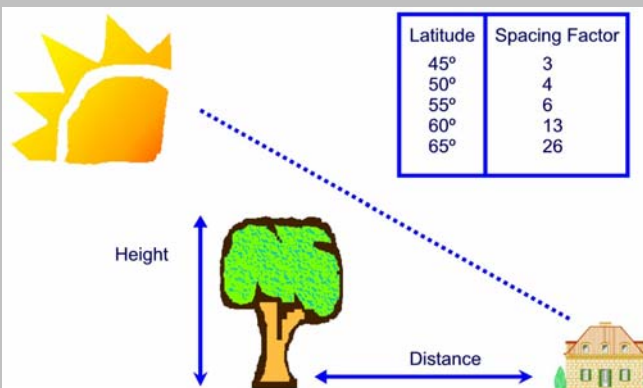 Latitude Spacing Factor
45º 3
50º 4
55º 6
60º 13
65º 26
Height
Distance